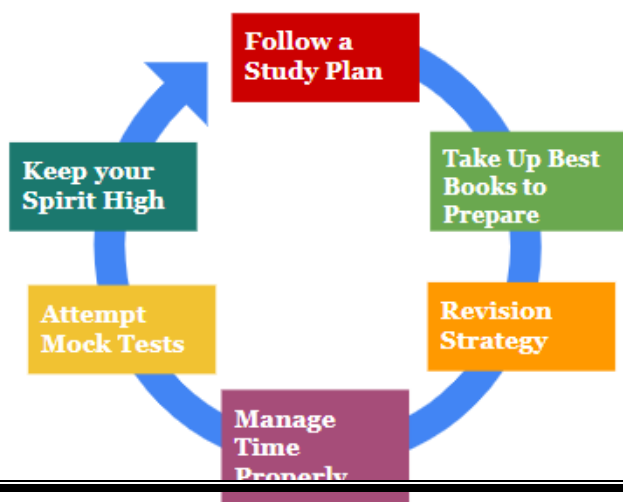 Follow a
Study Plan
Take Up Best
Books to
Prepare
Revision
Strategy
Manage
Time
Properly
Attempt
Mock Tests
Keep your
Spirit High